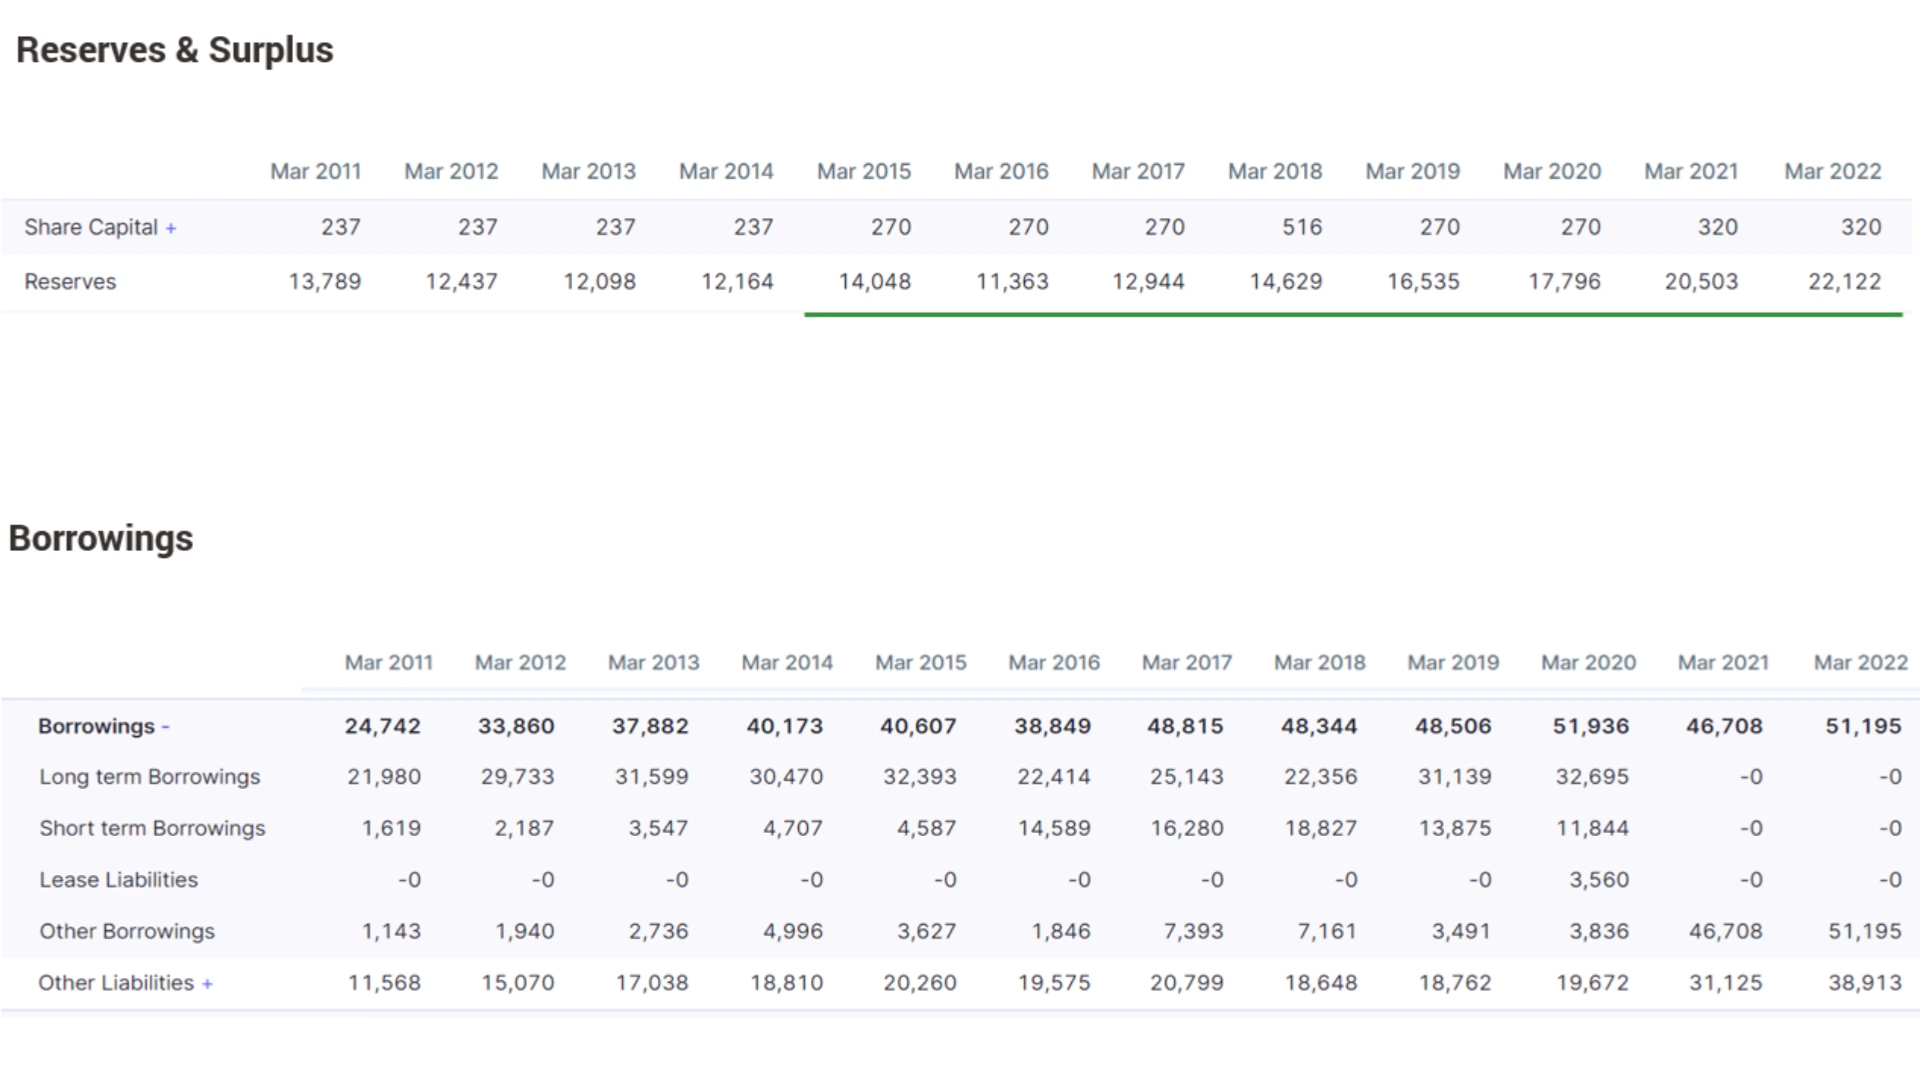 Reserves & Surplus
Mar 2011 Mar 2012 Mar 2013 Mar 2014 Mar 2015 Mar 2016 Mar 2017 Mar 2018 Mar 2019 Mar 2020 Mar 2021 Mar 2022
Share Capital + 237 237 237 237 270 270 270 516 270 270 320 320
Reserves 13,789 12,437 12,098 12,164 14,048 11,363 12,944 14,629 16,535 17,796 20,503 22,122
Borrowings
Mar 2011 Mar 2012 Mar 2013 Mar 2014 Mar 2015 Mar 2016 Mar 2017 Mar 2018 Mar 2019 Mar 2020 Mar 2021 Mar 2022
Borrowings - 24,742 33,860 37,882 40,173 40,607 38,849 48,815 48,344 48,506 51,936 46,708 51,195
Long term Borrowings 21,980 29,733 31,599 30,470 32,393 22,414 25,143 22,356 31,139 32,695 -0 -0
Short term Borrowings 1,619 2,187 3,547 4,707 4,587 14,589 16,280 18,827 13,875 11,844 -0 -0
Lease Liabilities -0 -0 -0 -0 -0 -0 -0 -0 -0 3,560 -0 -0
Other Borrowings 1,143 1,940 2,736 4,996 3,627 1,846 7,393 7,161 3,491 3,836 46,708 51,195
Other Liabilities + 11,568 15,070 17,038 18,810 20,260 19,575 20,799 18,648 18,762 19,672 31,125 38,913